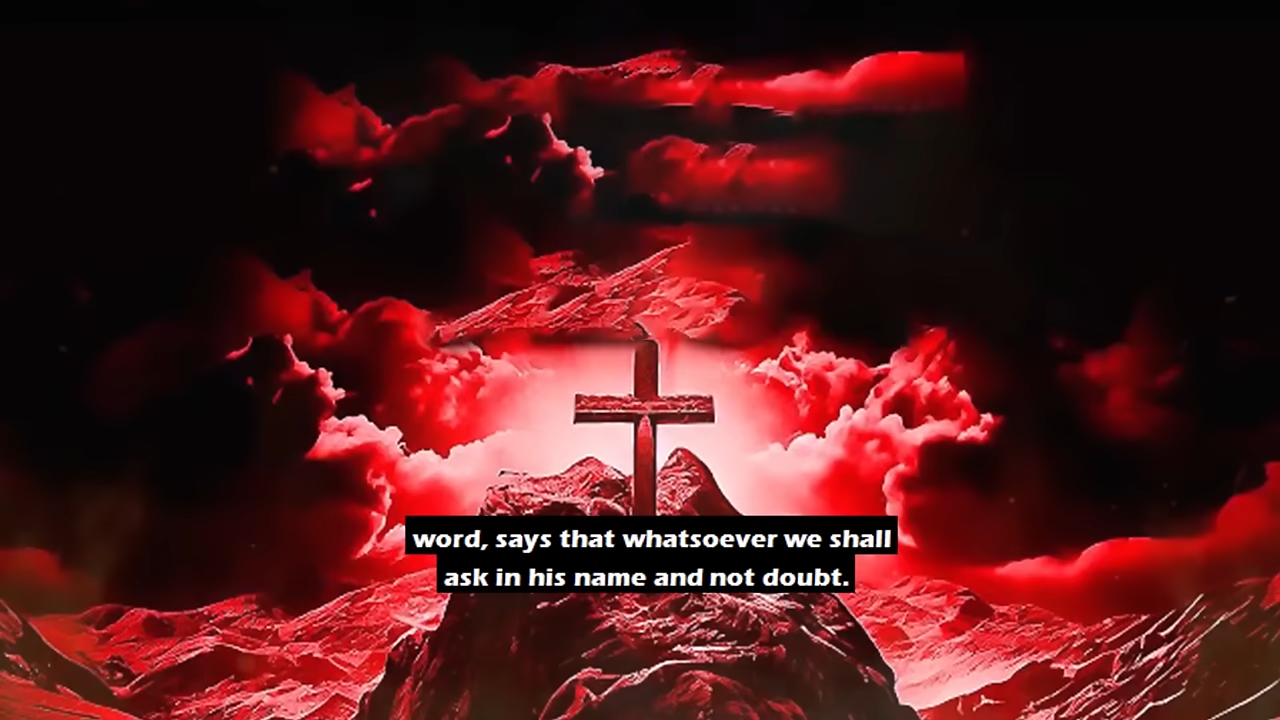 word, says that whatsoever we shall
ask in his name and not doubt.